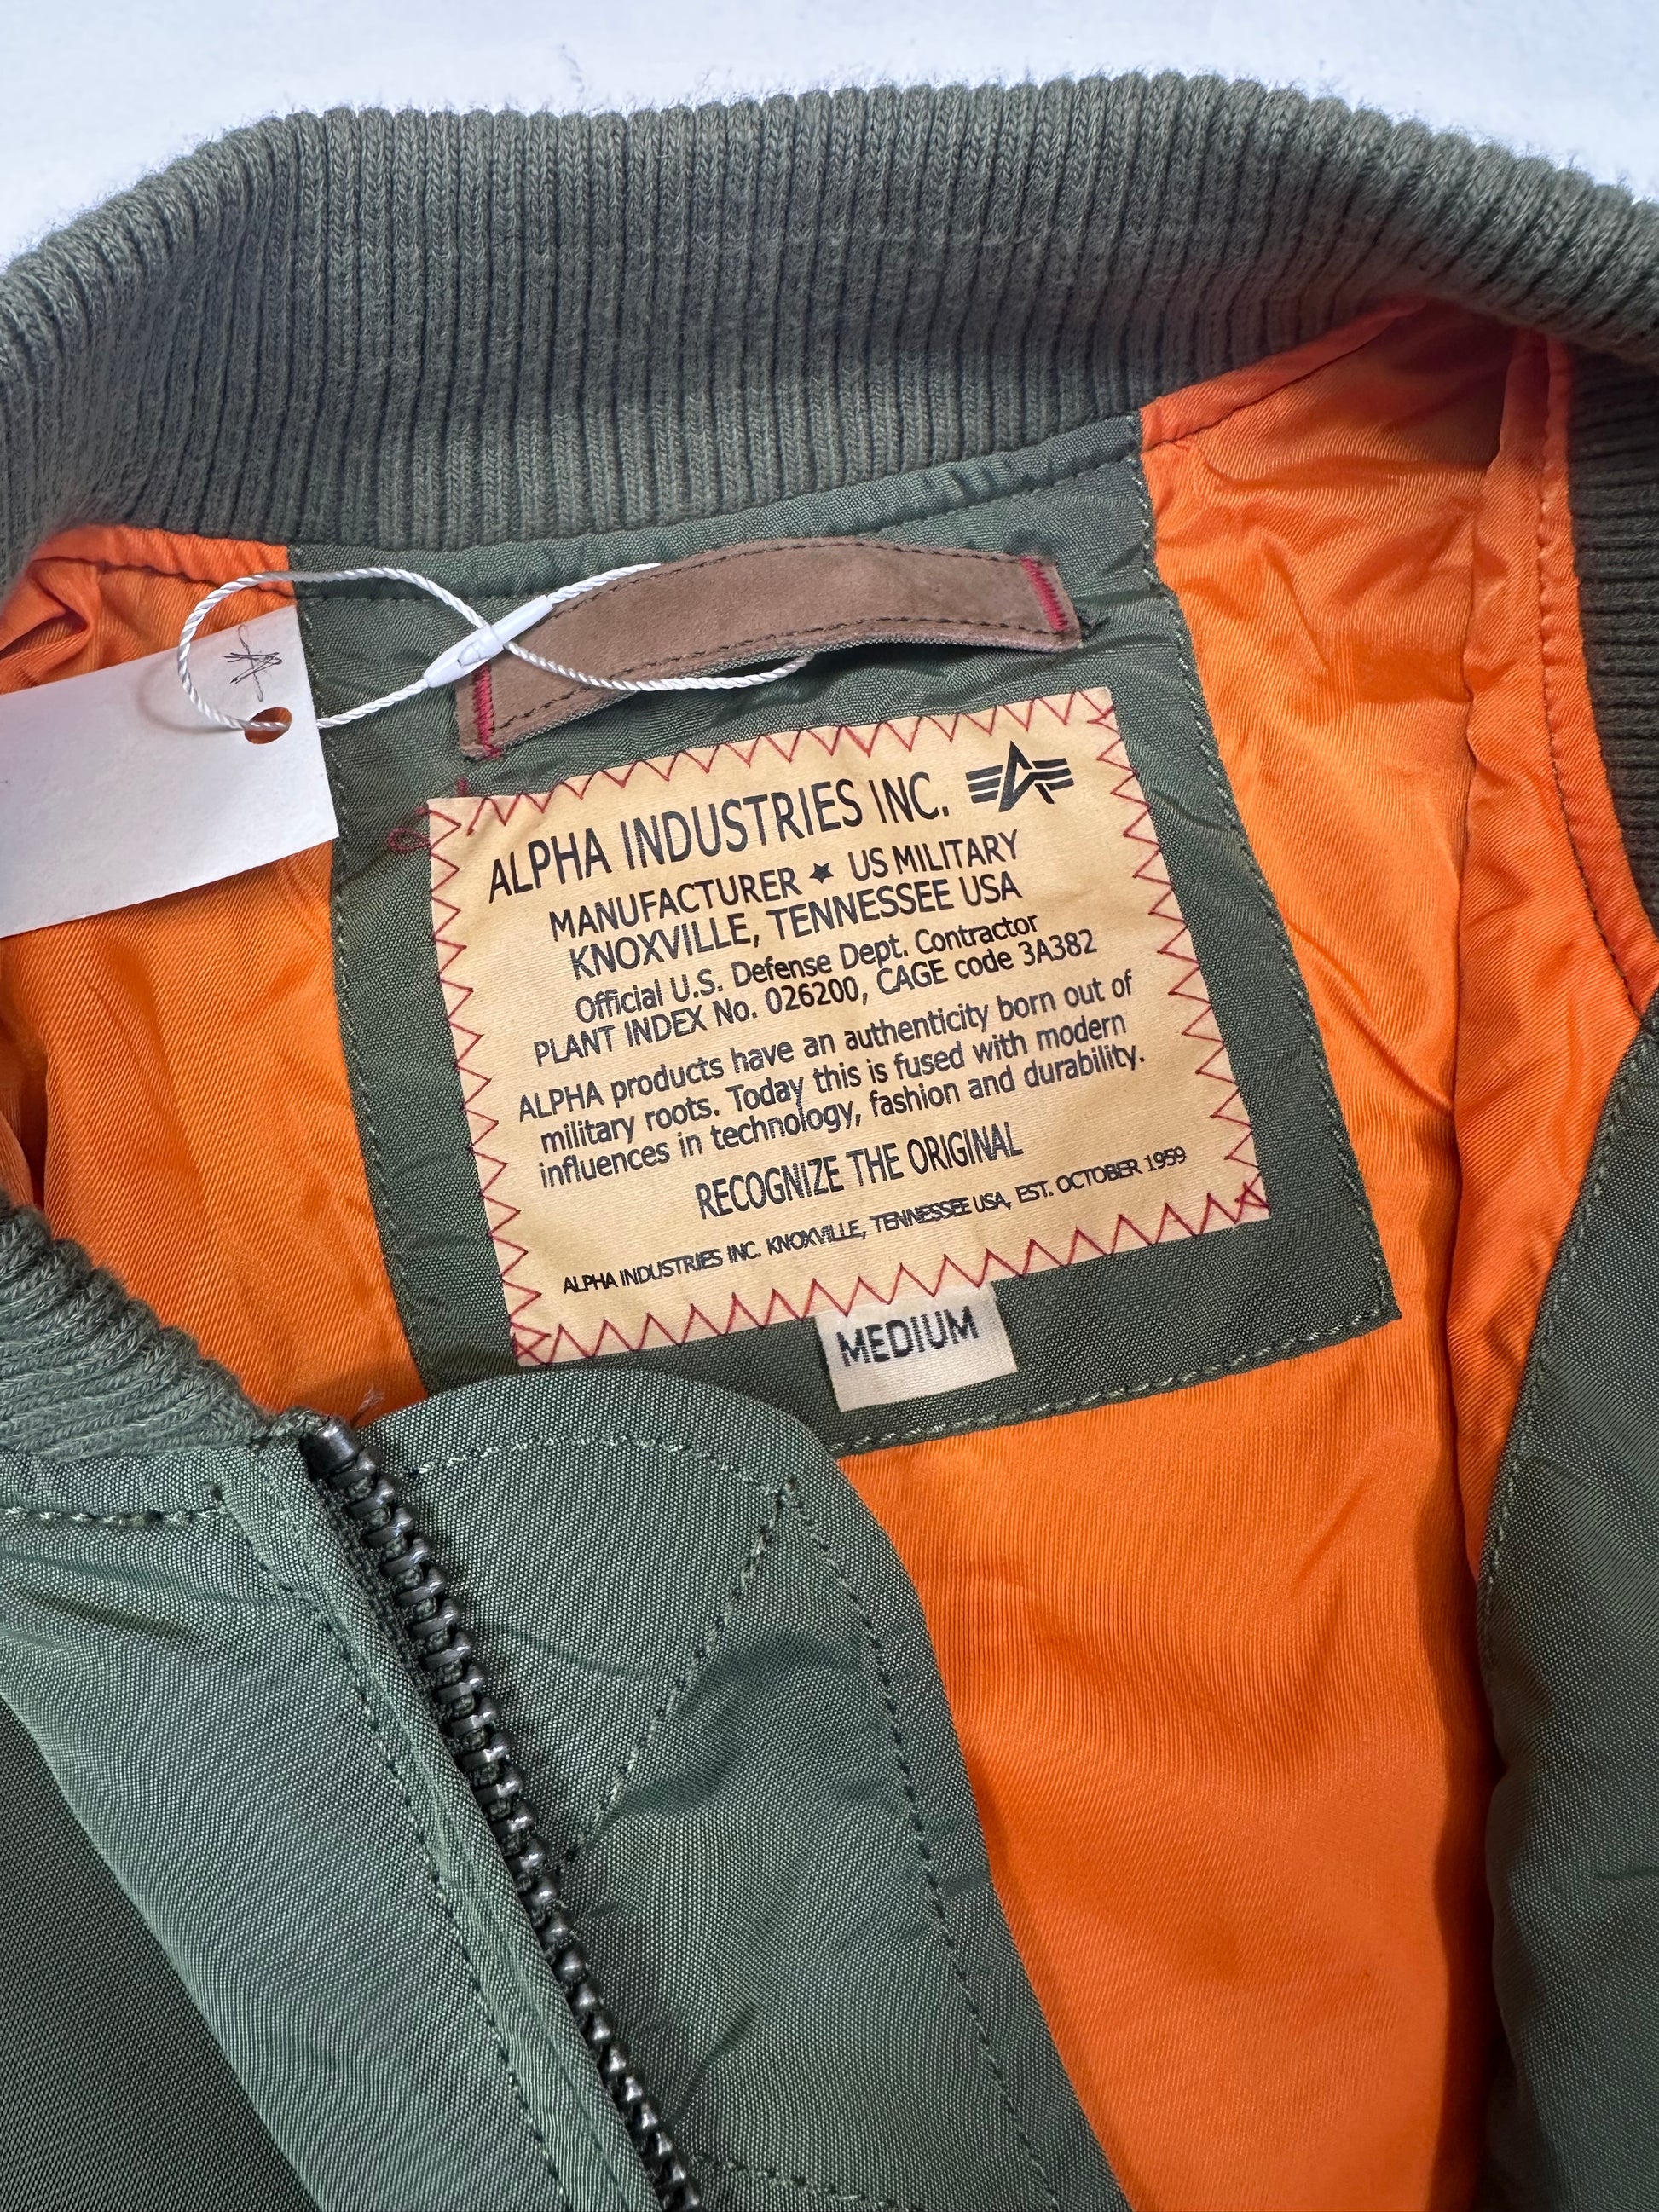 ALPHA INDUSTRIES INC.
MANUFACTURER ★ US MILITARY
KNOXVILLE, TENNESSEE USA
Official U.S. Defense Dept. Contractor
PLANT INDEX No. 026200, CAGE code 3A382
ALPHA products have an authenticity born out of
military roots. Today this is fused with modern
influences in technology, fashion and durability.
RECOGNIZE THE ORIGINAL
ALPHA INDUSTRIES INC. KNOXVILLE, TENNESSEE USA, EST. OCTOBER 1959
MEDIUM